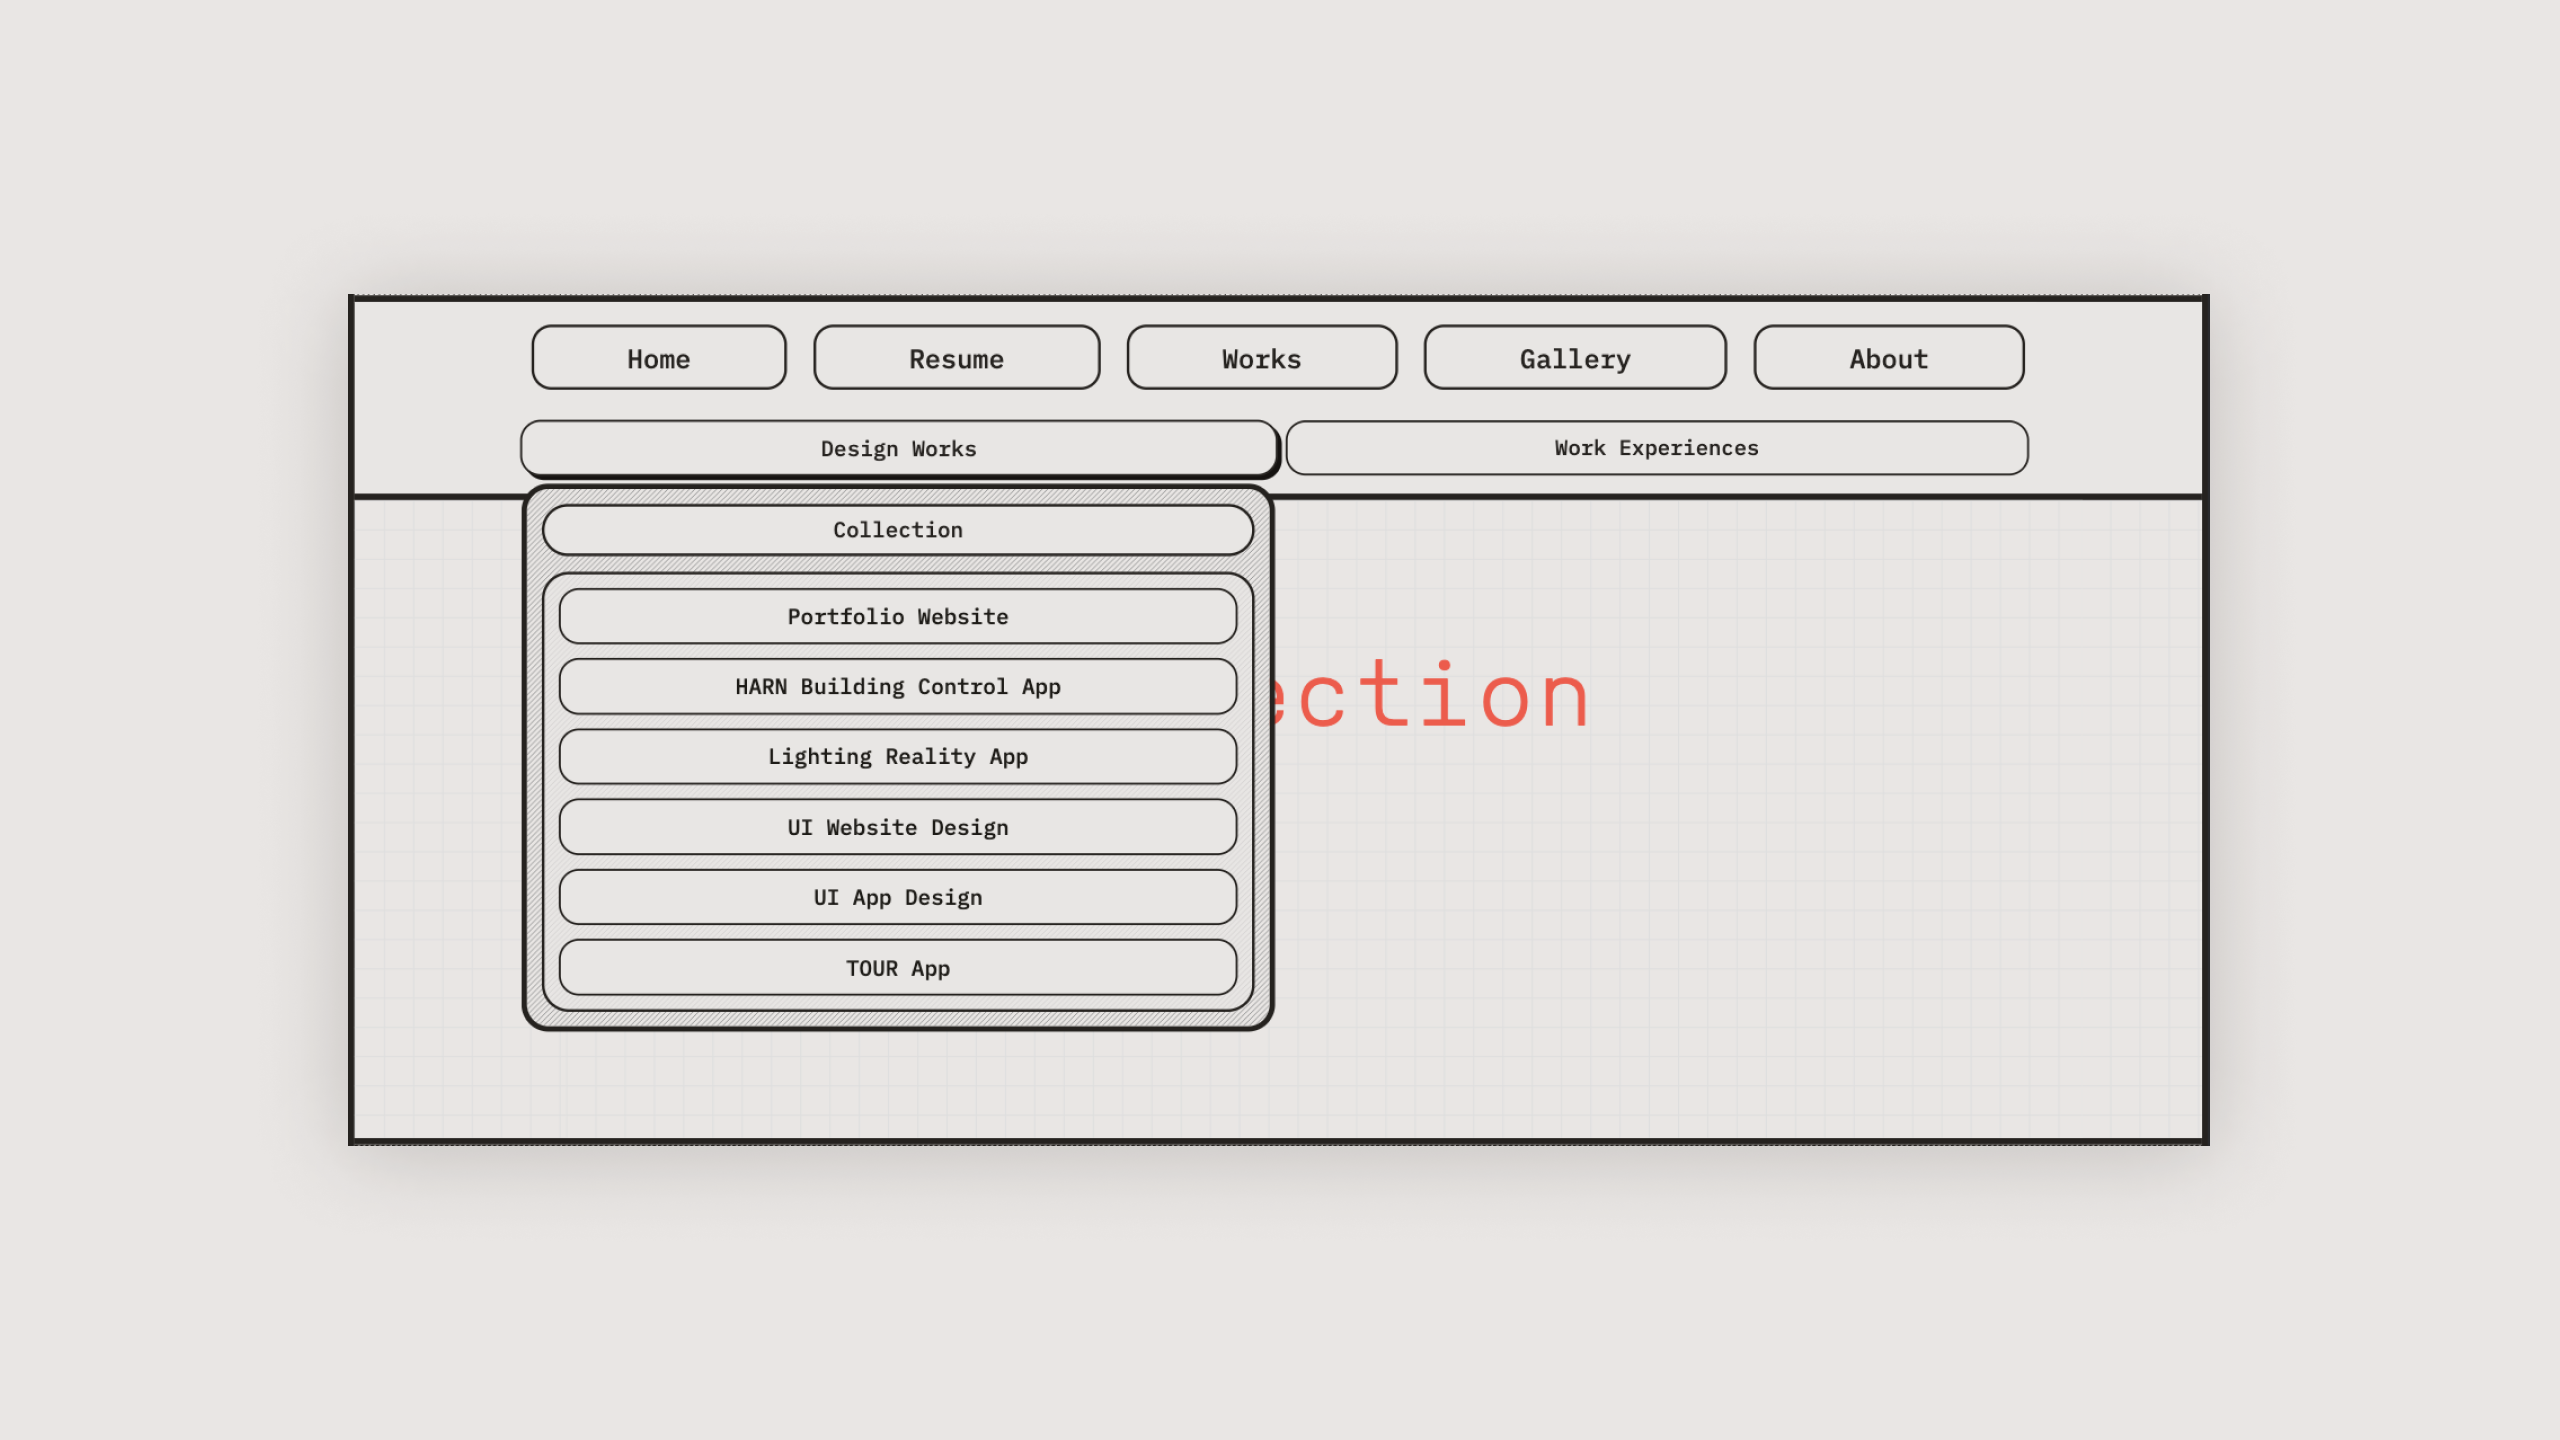 Home Resume Works Gallery About
Design Works Work Experiences
Collection
Portfolio Website
HARN Building Control App
ection
Lighting Reality App
UI Website Design
UI App Design
TOUR App